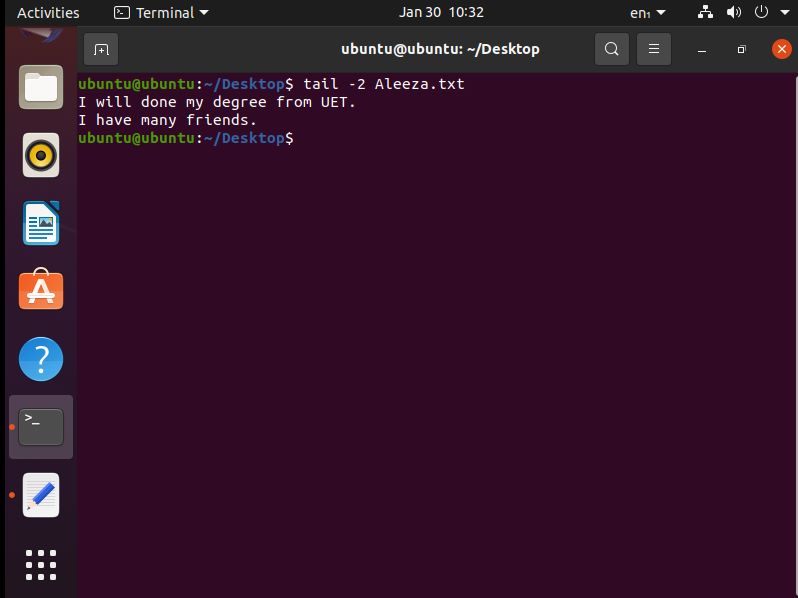 Activities Terminal Jan 30 10:32 en₁
ubuntu@ubuntu: ~/Desktop
ubuntu@ubuntu:~/Desktop$ tail -2 Aleeza.txt
I will done my degree from UET.
I have many friends.
ubuntu@ubuntu:~/Desktop$